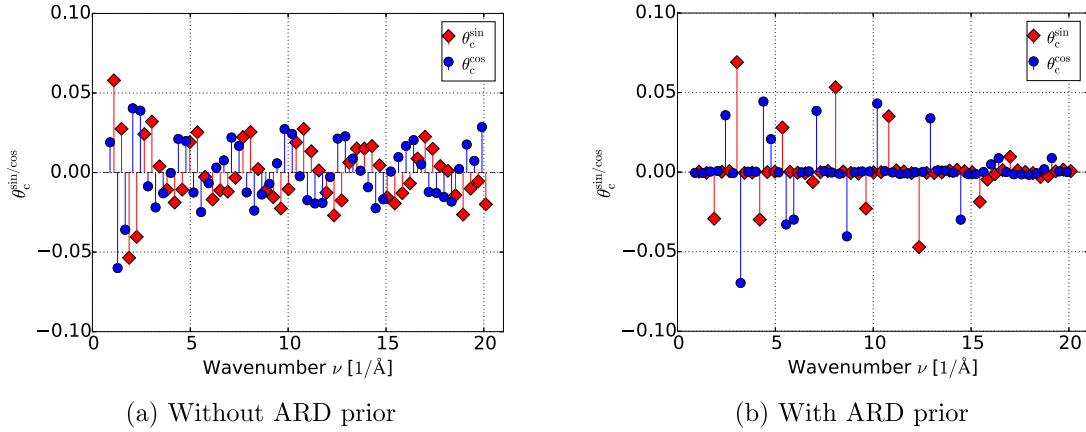 0.10
0.05
0.00
−0.05
−0.10
θ_c^{sin/cos}
θ_c^{sin}
θ_c^{cos}
0 5 10 15 20
Wavenumber ν [1/Å]
(a) Without ARD prior
0.10
0.05
0.00
−0.05
−0.10
θ_c^{sin/cos}
θ_c^{sin}
θ_c^{cos}
0 5 10 15 20
Wavenumber ν [1/Å]
(b) With ARD prior